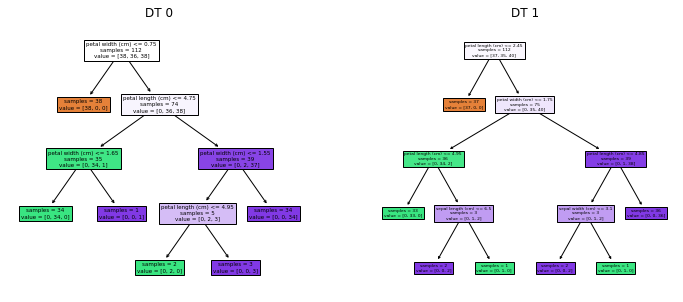 DT 0
petal width (cm) <= 0.75
samples = 112
value = [38, 36, 38]
samples = 38
value = [38, 0, 0]
petal length (cm) <= 4.75
samples = 74
value = [0, 36, 38]
petal width (cm) <= 1.65
samples = 35
value = [0, 34, 1]
petal width (cm) <= 1.55
samples = 39
value = [0, 2, 37]
samples = 34
value = [0, 34, 0]
samples = 1
value = [0, 0, 1]
petal length (cm) <= 4.95
samples = 5
value = [0, 2, 3]
samples = 34
value = [0, 0, 34]
samples = 2
value = [0, 2, 0]
samples = 3
value = [0, 0, 3]
DT 1
petal length (cm) <= 2.45
samples = 112
value = [37, 35, 40]
samples = 37
value = [37, 0, 0]
petal width (cm) <= 1.75
samples = 75
value = [0, 35, 40]
petal length (cm) <=
samples = 36
value = [0, 34, 2]
petal length (cm) <=
samples = 39
value = [0, 1, 38]
samples = 33
value = [0, 33, 0]
sepal length (cm) <=
samples = 3
value = [0, 1, 2]
sepal width (cm) <= 3.1
samples = 3
value = [0, 1, 2]
samples = 36
value = [0, 0, 36]
samples = 2
value = [0, 0, 2]
samples = 1
value = [0, 1, 0]
samples = 2
value = [0, 0, 2]
samples = 1
value = [0, 1, 0]